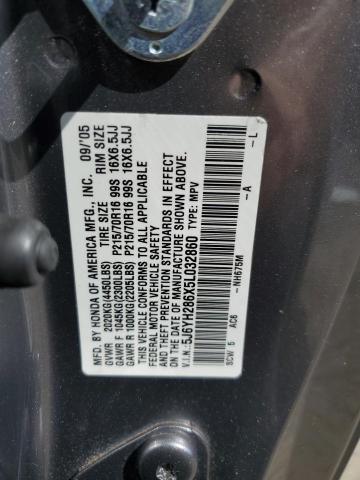 MFD. BY HONDA OF AMERICA MFG., INC. 09/'05
TIRE SIZE RIM SIZE
GVWR 2020KG(4450LBS)
GAWR F 1045KG(2300LBS) P215/70R16 99S 16X6.5JJ
GAWR R 1000KG(2205LBS) P215/70R16 99S 16X6.5JJ
THIS VEHICLE CONFORMS TO ALL APPLICABLE
FEDERAL MOTOR VEHICLE SAFETY
AND THEFT PREVENTION STANDARDS IN EFFECT
ON THE DATE OF MANUFACTURE SHOWN ABOVE.
V.I.N.: 5J6YH286X5L032860 TYPE: MPV
SCW 5 AC8 -NH675M -A -L